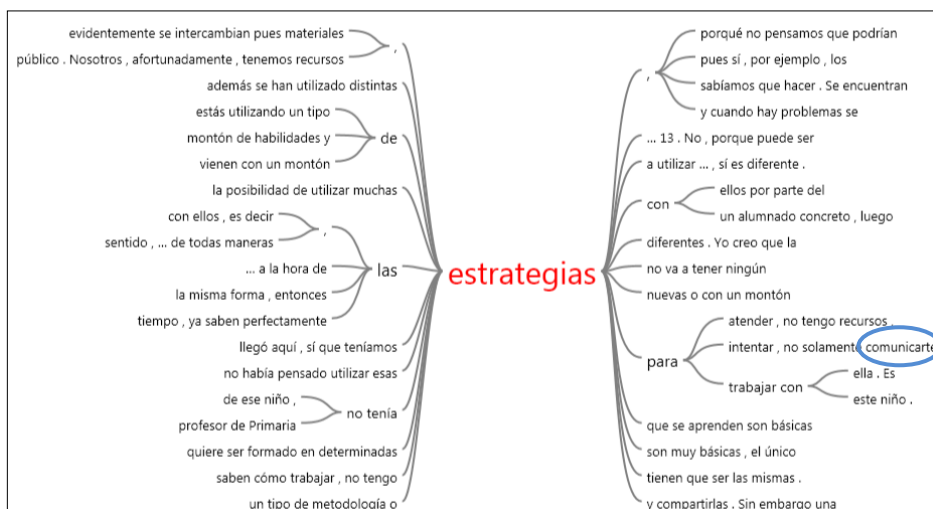 evidentemente se intercambian pues materiales
público . Nosotros , afortunadamente , tenemos recursos
,
además se han utilizado distintas
estás utilizando un tipo
montón de habilidades y
vienen con un montón
de
la posibilidad de utilizar muchas
con ellos , es decir
sentido , ... de todas maneras
,
... a la hora de
la misma forma , entonces
tiempo , ya saben perfectamente
las
llegó aquí , sí que teníamos
no había pensado utilizar esas
de ese niño ,
profesor de Primaria
no tenía
quiere ser formado en determinadas
saben cómo trabajar , no tengo
un tipo de metodología o
estrategias
,
porqué no pensamos que podrían
pues sí , por ejemplo , los
sabíamos que hacer . Se encuentran
y cuando hay problemas se
... 13 . No , porque puede ser
a utilizar ... , sí es diferente .
con
ellos por parte del
un alumnado concreto , luego
diferentes . Yo creo que la
no va a tener ningún
nuevas o con un montón
para
atender , no tengo recursos ,
intentar , no solamente comunicarte
trabajar con
ella . Es
este niño .
que se aprenden son básicas
son muy básicas , el único
tienen que ser las mismas .
y compartirlas . Sin embargo una